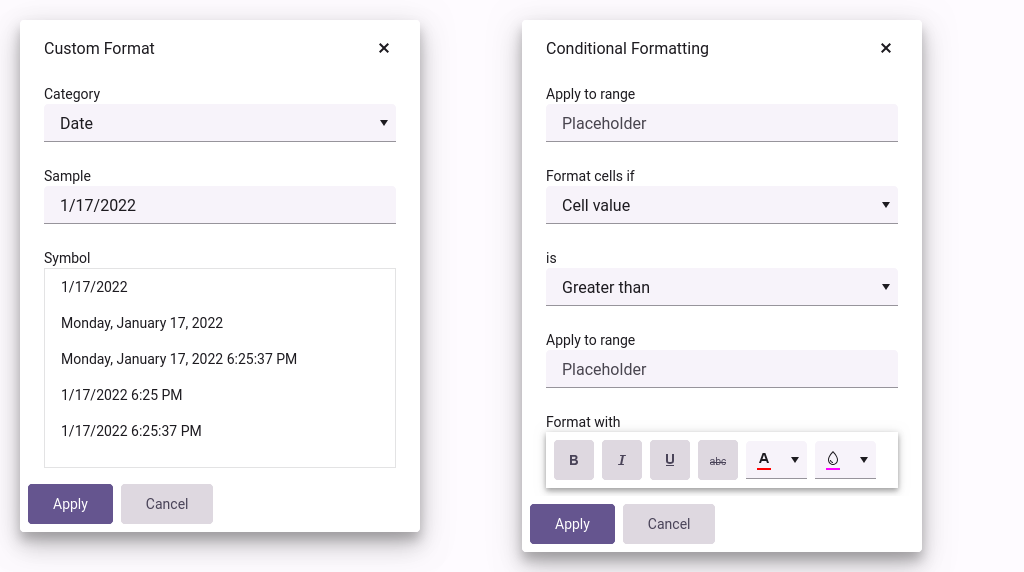 Custom Format
✕
Category
Date
Sample
1/17/2022
Symbol
1/17/2022
Monday, January 17, 2022
Monday, January 17, 2022 6:25:37 PM
1/17/2022 6:25 PM
1/17/2022 6:25:37 PM
Apply Cancel
Conditional Formatting
✕
Apply to range
Placeholder
Format cells if
Cell value
is
Greater than
Apply to range
Placeholder
Format with
B I U abc A
Apply Cancel